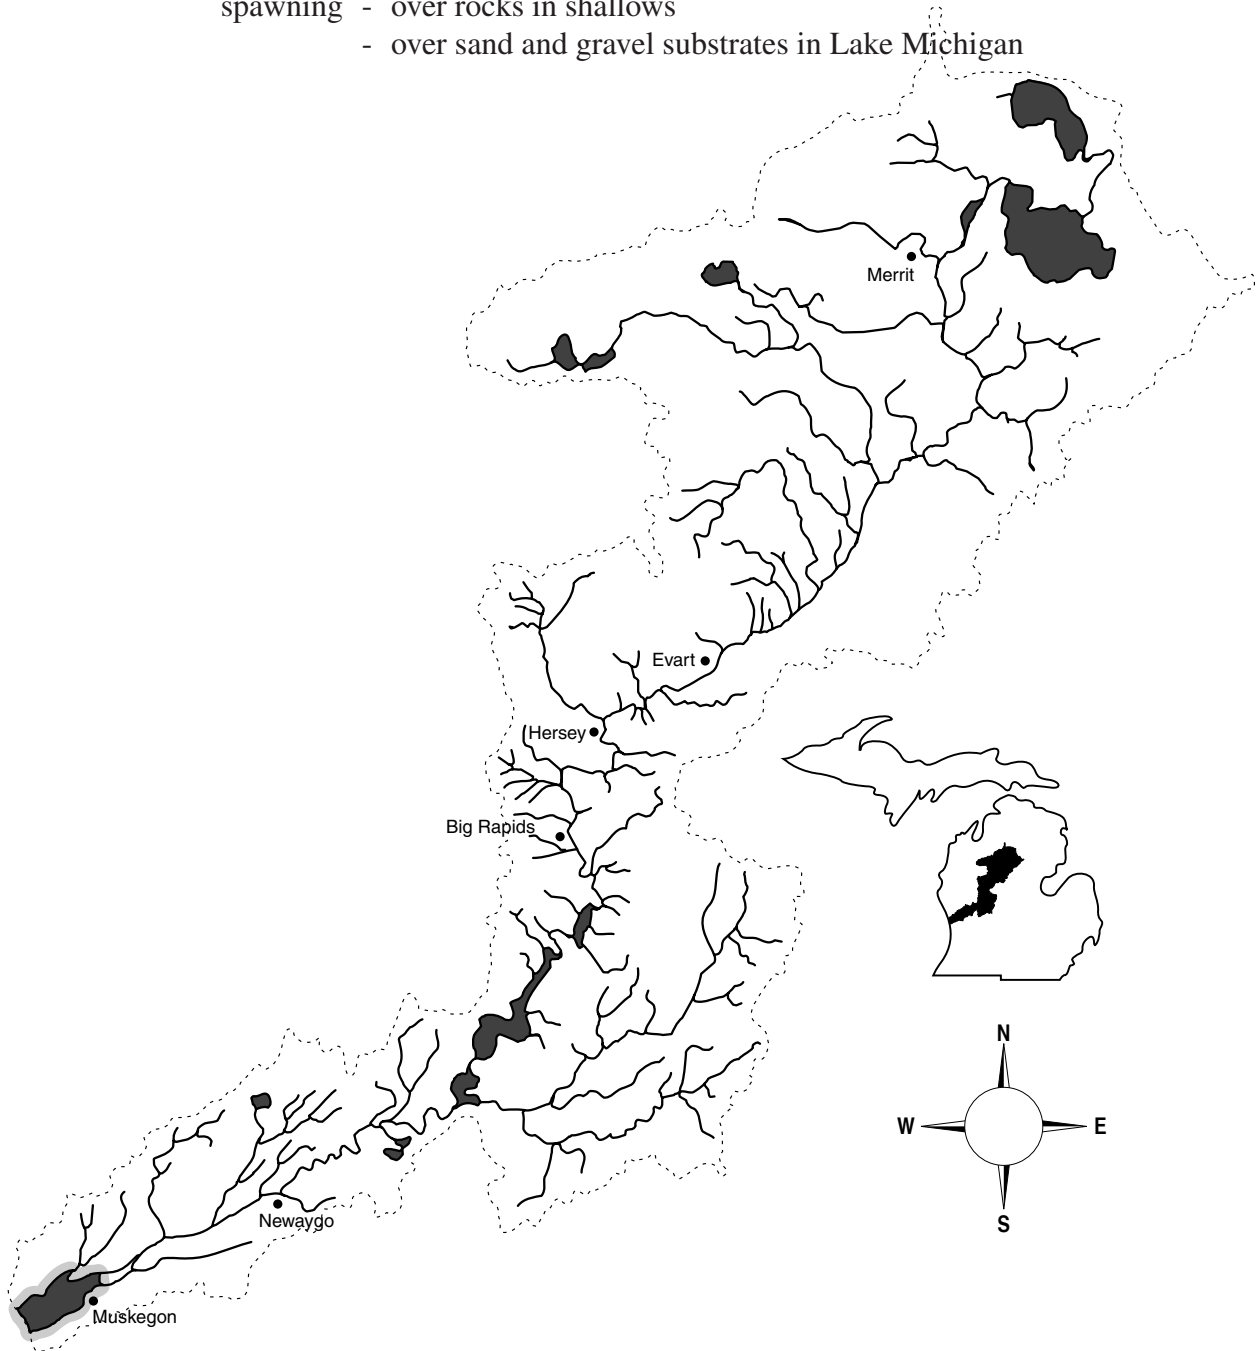 spawning - over rocks in shallows
- over sand and gravel substrates in Lake Michigan
Merrit
Evart
Hersey
Big Rapids
N
W
E
S
Newaygo
Muskegon